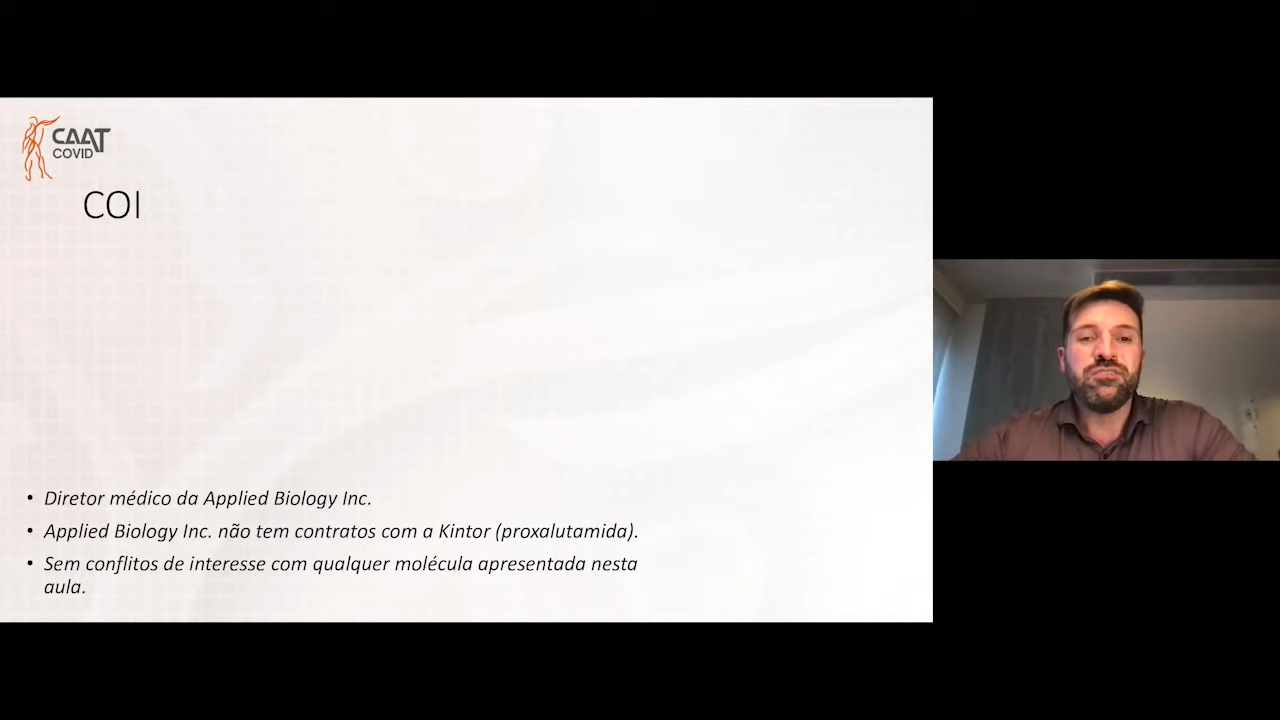 CAAT
COVID
COI
• Diretor médico da Applied Biology Inc.
• Applied Biology Inc. não tem contratos com a Kintor (proxalutamida).
• Sem conflitos de interesse com qualquer molécula apresentada nesta
aula.